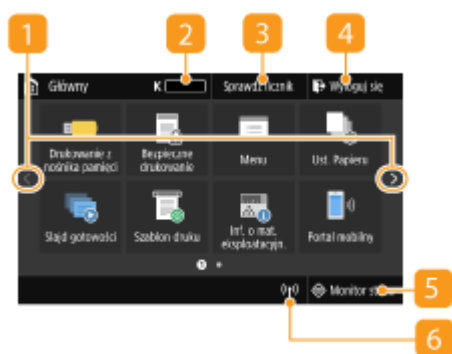 1 2 3 4
Główny K Sprawdź licznik Wyloguj się
Drukowanie z
nośnika pamięci
Bezpieczne
drukowanie
Menu
Ust. Papieru
Slajd gotowości
Szablon druku
Inf. o mat.
eksploatacyjn.
Portal mobilny
Monitor
5
6